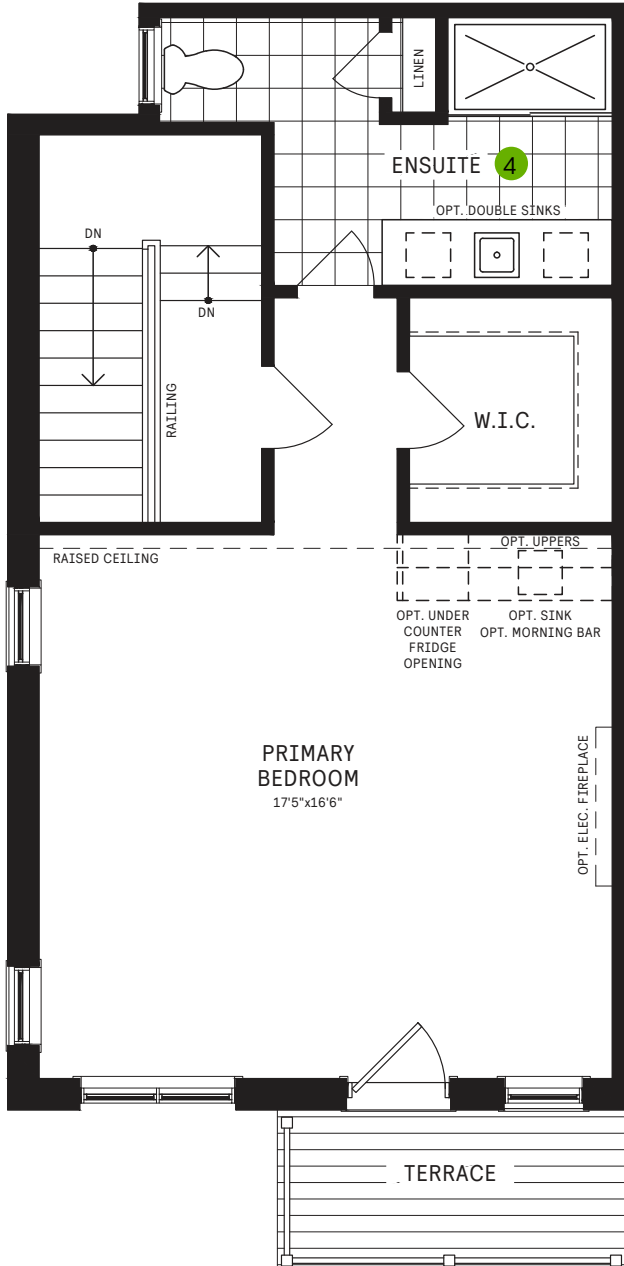 LINEN
ENSUITE 4
OPT. DOUBLE SINKS
DN
DN
RAILING
W.I.C.
RAISED CEILING
OPT. UPPERS
OPT. UNDER
COUNTER
FRIDGE
OPENING
OPT. SINK
OPT. MORNING BAR
PRIMARY
BEDROOM
17'5"x16'6"
OPT. ELEC. FIREPLACE
TERRACE